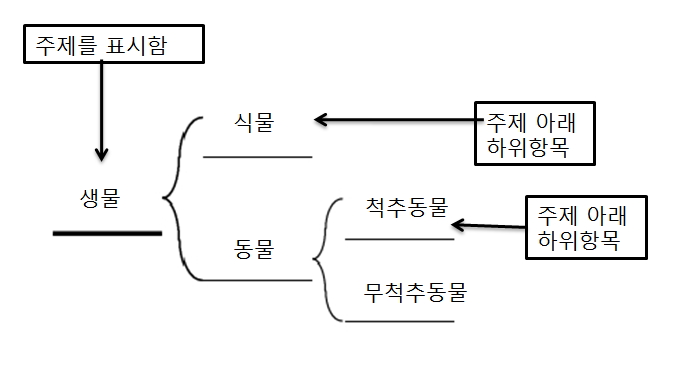 주제를 표시함
식물
주제 아래
하위항목
생물
척추동물
주제 아래
하위항목
동물
무척추동물